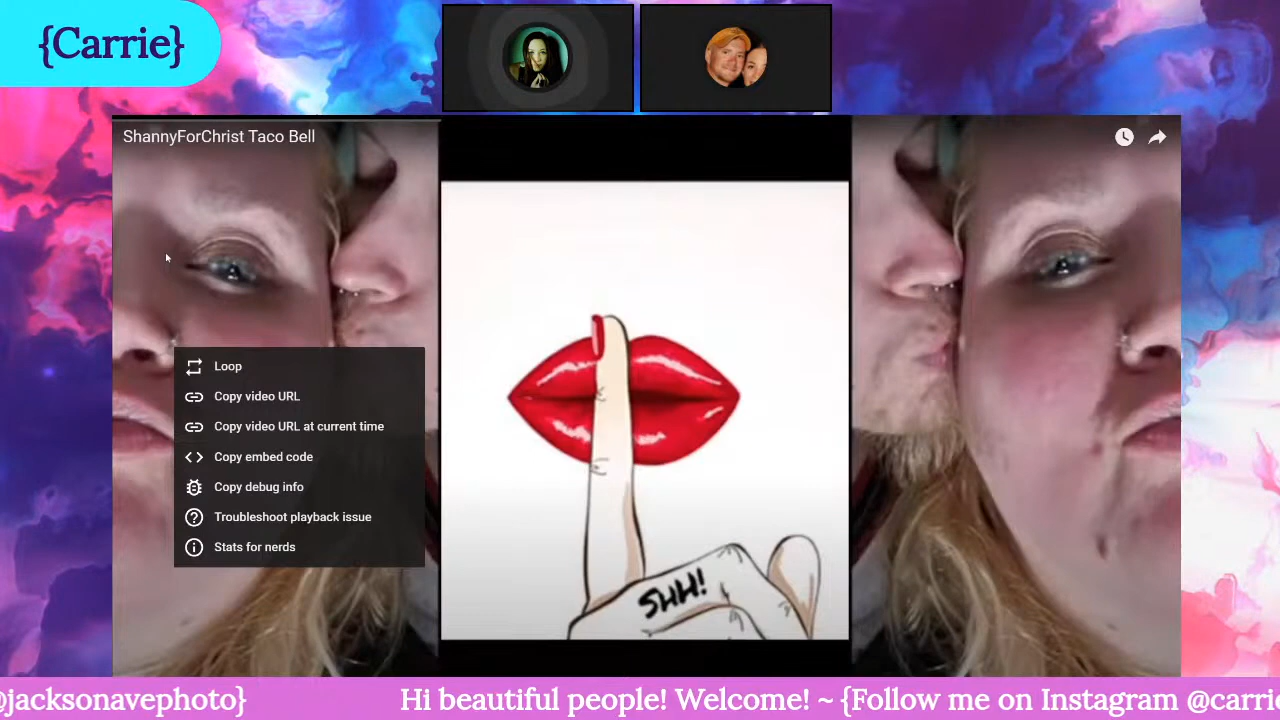 {Carrie}
ShannyForChrist Taco Bell
Loop
Copy video URL
Copy video URL at current time
Copy embed code
Copy debug info
Troubleshoot playback issue
Stats for nerds
SHH!
@jacksonavephoto} Hi beautiful people! Welcome! ~ {Follow me on Instagram @carrie